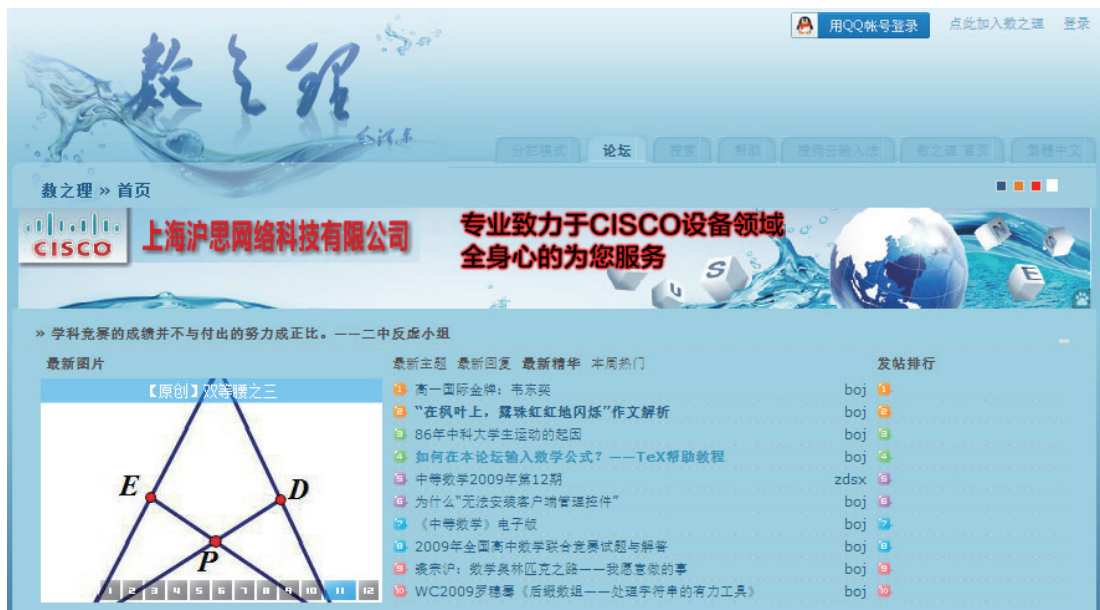 用QQ帐号登录 点此加入数之理 登录
数之理
分栏模式 论坛 搜索 帮助 搜狗云输入法 数之理 首页 繁體中文
数之理 » 首页
CISCO
上海沪思网络科技有限公司
专业致力于CISCO设备领域
全身心的为您服务
U S N E
» 学科竞赛的成绩并不与付出的努力成正比。——二中反虚小组
最新图片
【原创】双等腰之三
E D
P
1 2 3 4 5 6 7 8 9 10 11 12
最新主题 最新回复 最新精华 本周热门
1 高一国际金牌：韦东奕 boj
2 “在枫叶上，露珠红红地闪烁”作文解析 boj
3 86年中科大学生运动的起因 boj
4 如何在本论坛输入数学公式？——TeX帮助教程 boj
5 中等数学2009年第12期 zdsx
6 为什么“无法安装客户端管理控件” boj
7 《中等数学》电子版 boj
8 2009年全国高中数学联合竞赛试题与解答 boj
9 裘宗沪：数学奥林匹克之路——我愿意做的事 boj
10 WC2009罗穗骞《后缀数组——处理字符串的有力工具》 boj
发帖排行
1
2
3
4
5
6
7
8
9
10